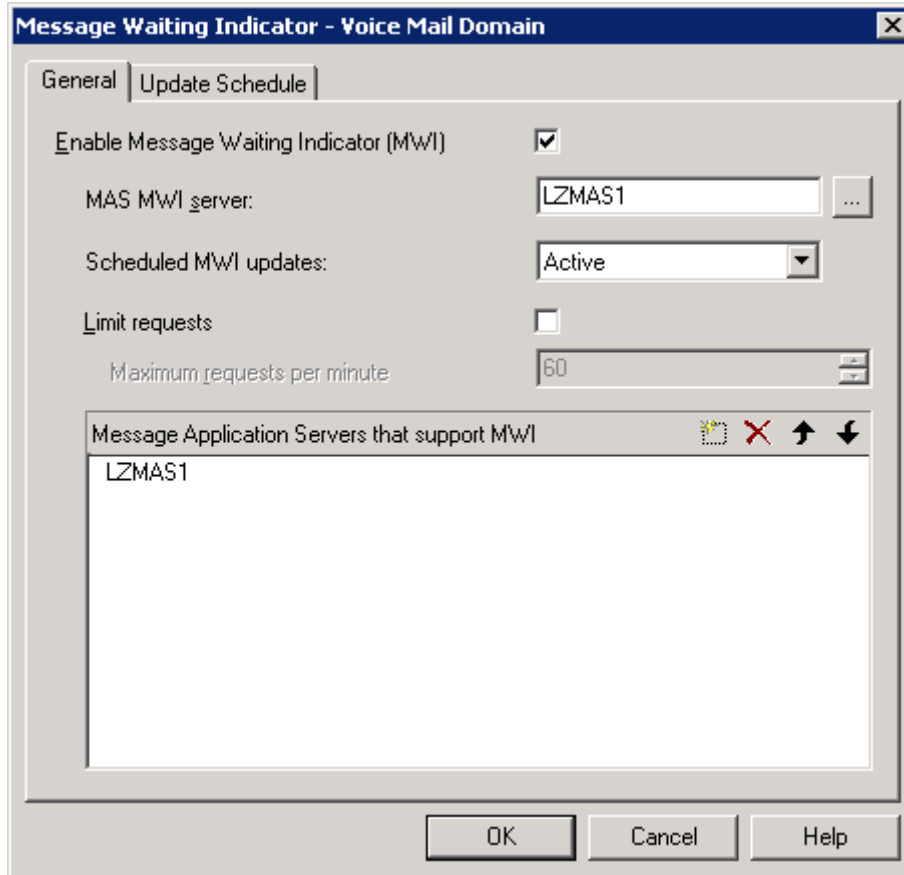 Message Waiting Indicator - Voice Mail Domain
General
Update Schedule
Enable Message Waiting Indicator (MWI)
MAS MWI server:
LZMAS1
...
Scheduled MWI updates:
Active
Limit requests
Maximum requests per minute
60
Message Application Servers that support MWI
LZMAS1
OK
Cancel
Help